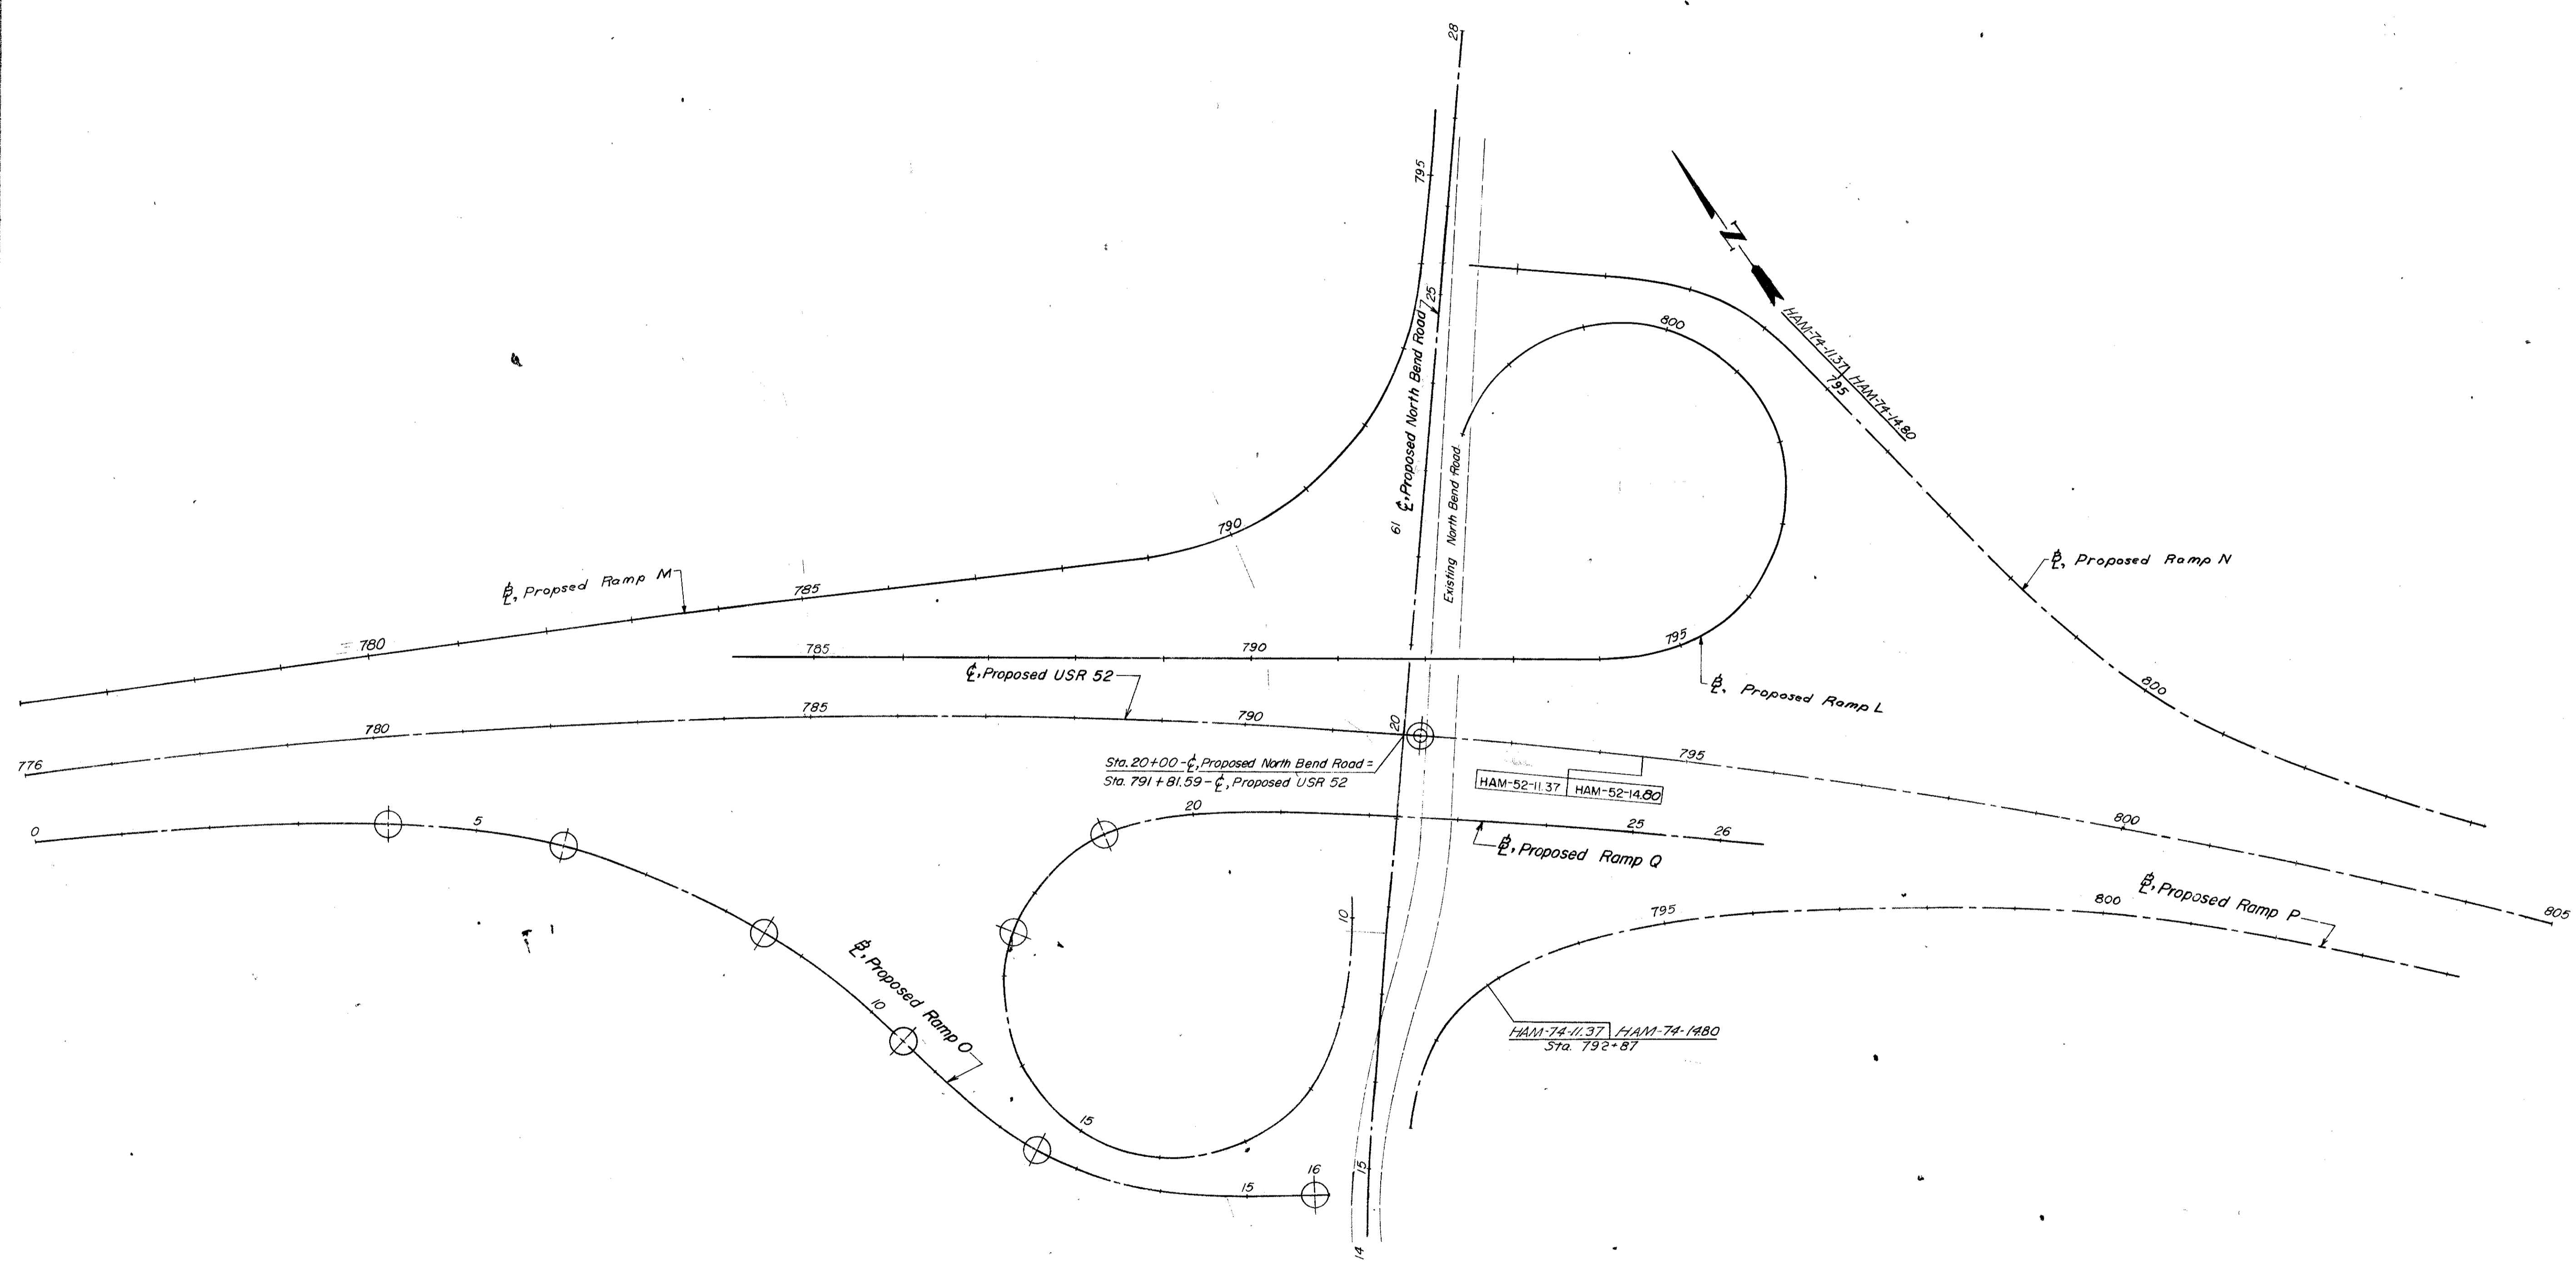 28
795
25
℄, Proposed North Bend Road
61
Existing North Bend Road
N
HAM-74-11.37 HAM-74-14.80
795
800
790
℄, Propsed Ramp M
785
780
℄, Proposed Ramp N
785
790
795
℄, Proposed Ramp L
800
℄, Proposed USR 52
776
780
785
790
20
795
800
805
Sta. 20+00-℄, Proposed North Bend Road =
Sta. 791+81.59-℄, Proposed USR 52
HAM-52-11.37 HAM-52-14.80
0
5
20
25
26
℄, Proposed Ramp Q
10
795
800
℄, Proposed Ramp P
℄, Proposed Ramp O
10
HAM-74-11.37 HAM-74-1480
Sta. 792+87
15
15
16
15
14